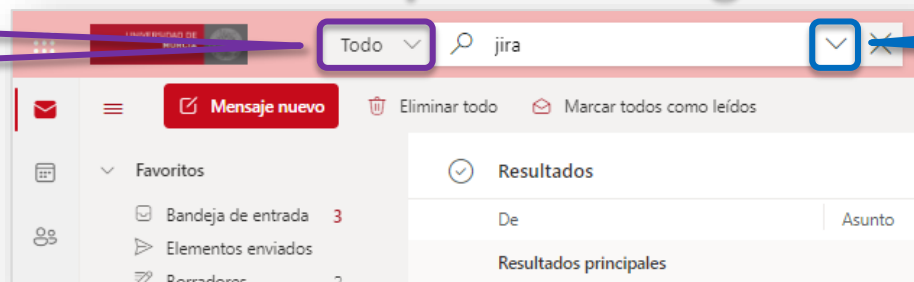 UNIVERSIDAD DE
MURCIA
Todo
jira
Mensaje nuevo
Eliminar todo
Marcar todos como leídos
Favoritos
Resultados
Bandeja de entrada 3
De
Asunto
Elementos enviados
Resultados principales
Borradores